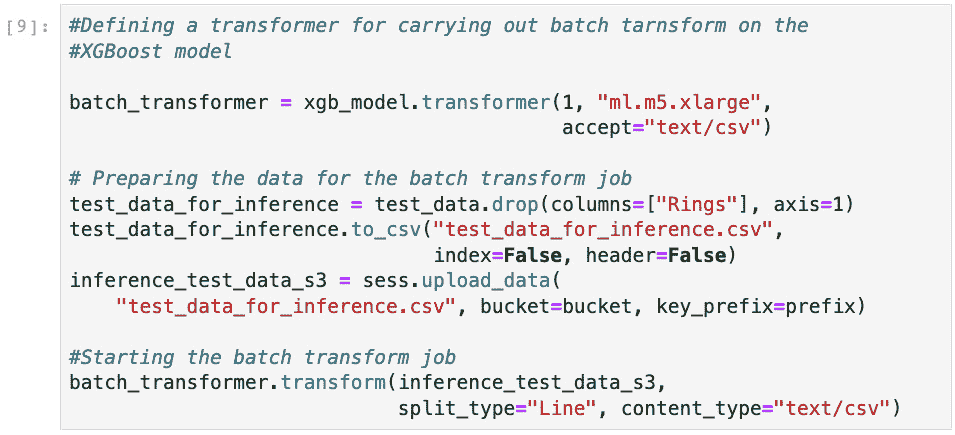 [9]: #Defining a transformer for carrying out batch tarnsform on the
#XGBoost model
batch_transformer = xgb_model.transformer(1, "ml.m5.xlarge",
accept="text/csv")
# Preparing the data for the batch transform job
test_data_for_inference = test_data.drop(columns=["Rings"], axis=1)
test_data_for_inference.to_csv("test_data_for_inference.csv",
index=False, header=False)
inference_test_data_s3 = sess.upload_data(
"test_data_for_inference.csv", bucket=bucket, key_prefix=prefix)
#Starting the batch transform job
batch_transformer.transform(inference_test_data_s3,
split_type="Line", content_type="text/csv")